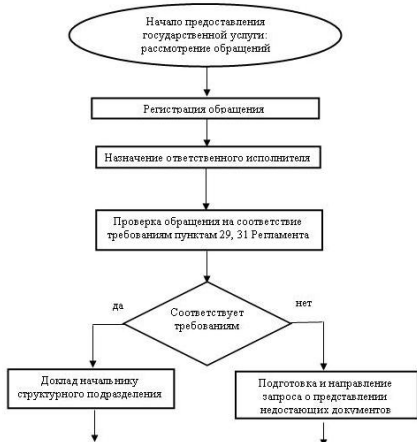 Начало предоставления
государственной услуги:
рассмотрение обращений
Регистрация обращения
Назначение ответственного исполнителя
Проверка обращения на соответствие
требованиям пунктам 29, 31 Регламента
Соответствует
требованиям
да
нет
Доклад начальнику
структурного подразделения
Подготовка и направление
запроса о представлении
недостающих документов